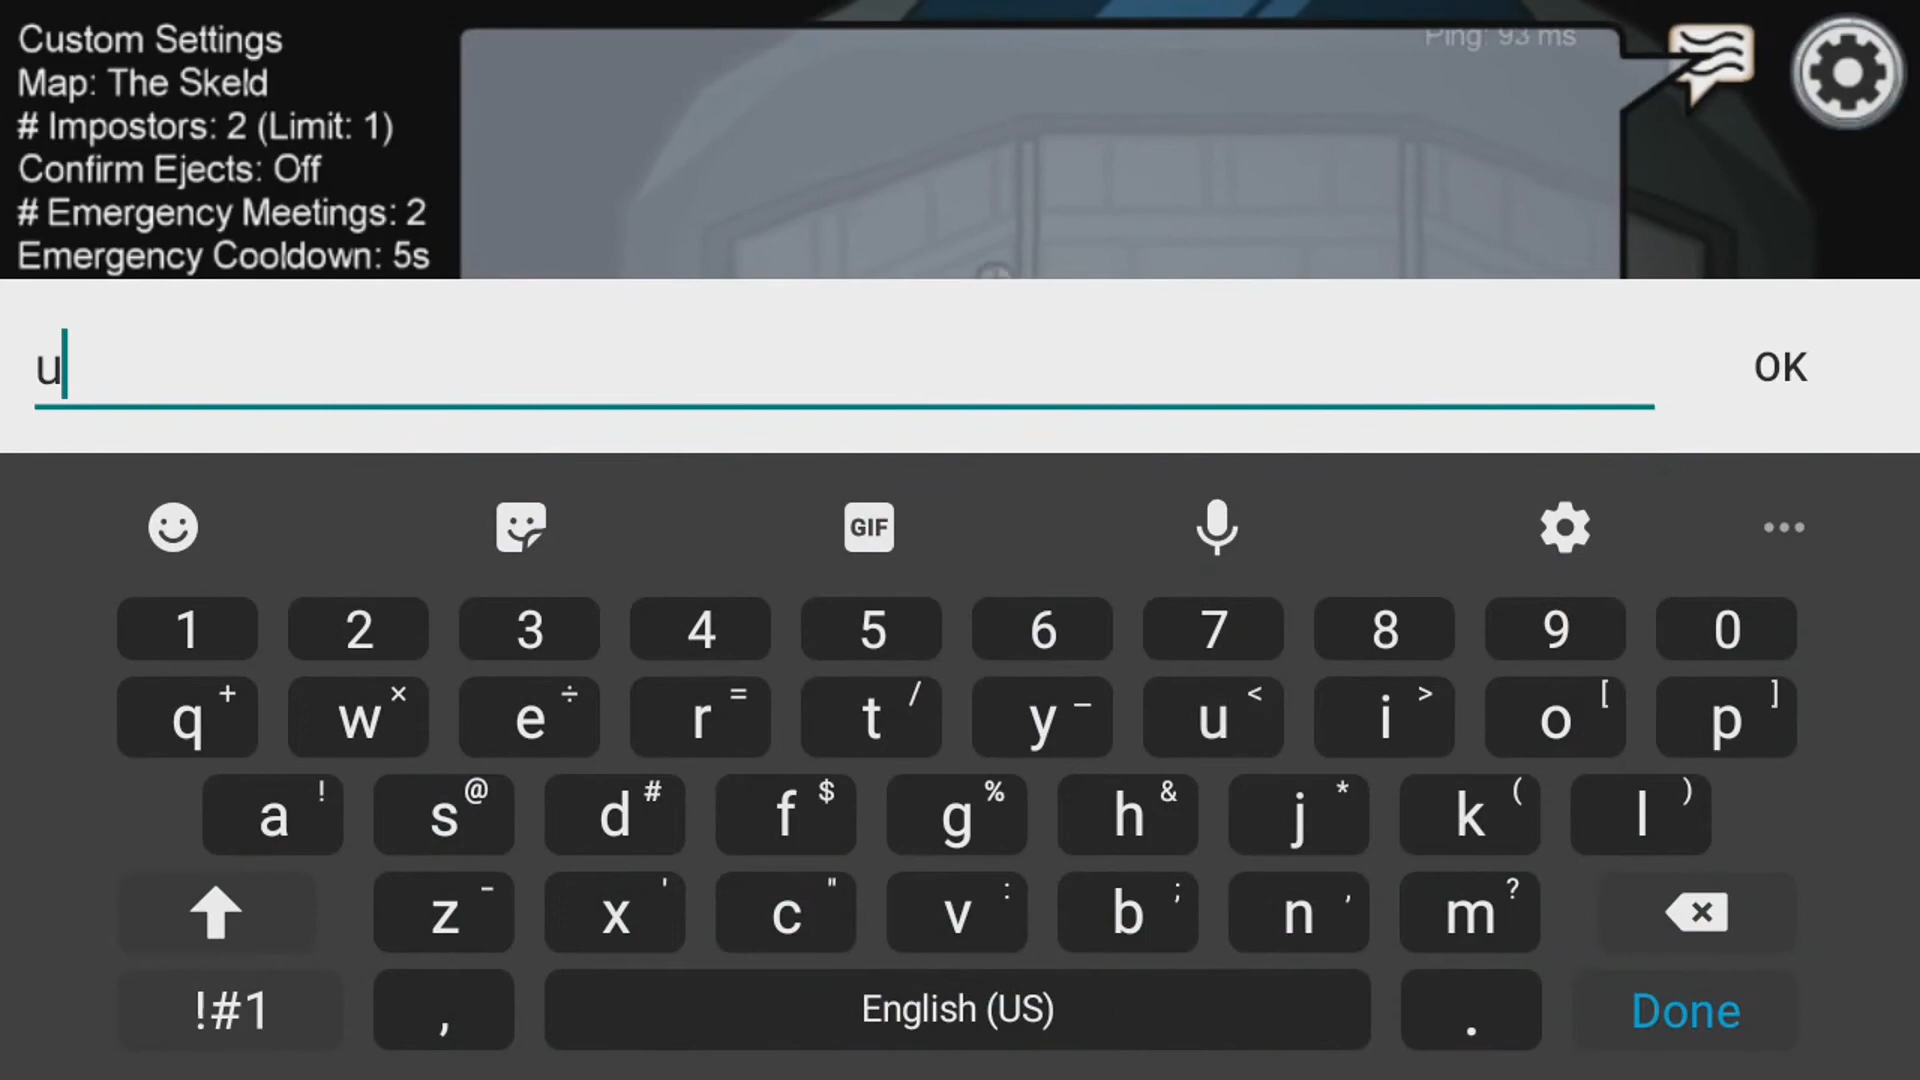 Custom Settings
Map: The Skeld
# Impostors: 2 (Limit: 1)
Confirm Ejects: Off
# Emergency Meetings: 2
Emergency Cooldown: 5s
Ping: 93 ms
u
OK
GIF
1 2 3 4 5 6 7 8 9 0
q + w × e ÷ r = t / y _ u < i > o [ p ]
a ! s @ d # f $ g % h & j * k ( l )
z - x ' c " v : b ; n , m ?
!#1 , English (US) . Done